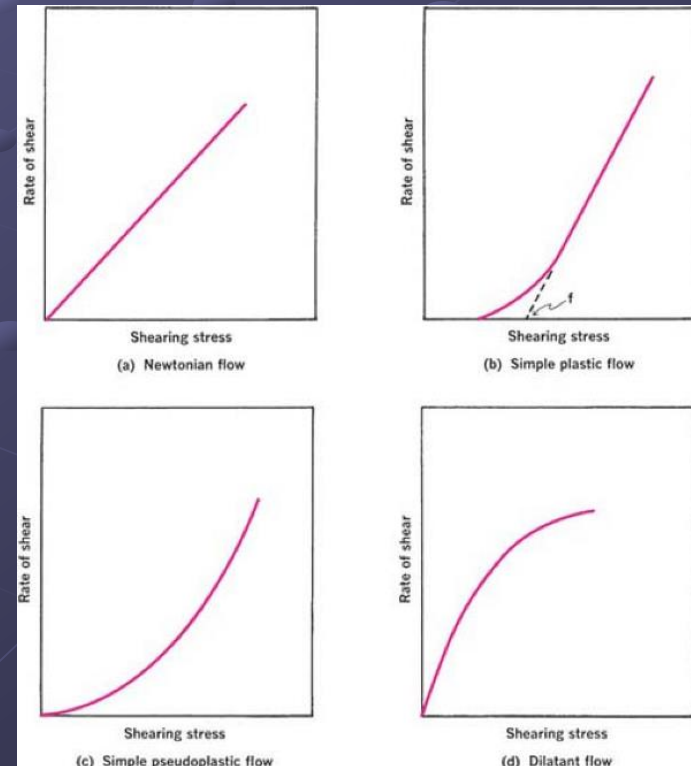 Rate of shear
Shearing stress
(a) Newtonian flow
Rate of shear
f
Shearing stress
(b) Simple plastic flow
Rate of shear
Shearing stress
(c) Simple pseudoplastic flow
Rate of shear
Shearing stress
(d) Dilatant flow